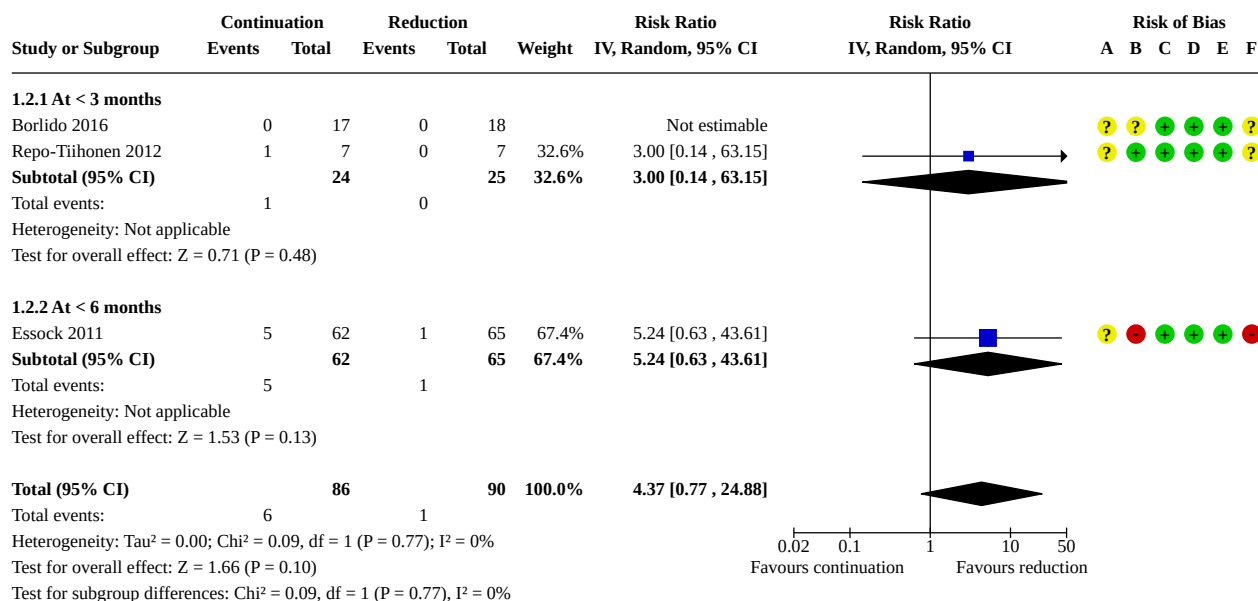 Continuation Reduction Risk Ratio Risk Ratio Risk of Bias
Study or Subgroup Events Total Events Total Weight IV, Random, 95% CI IV, Random, 95% CI A B C D E F
1.2.1 At < 3 months
Borlido 2016 0 17 0 18 Not estimable ? ? + + + ?
Repo-Tiihonen 2012 1 7 0 7 32.6% 3.00 [0.14 , 63.15] ? + + + + ?
Subtotal (95% CI) 24 25 32.6% 3.00 [0.14 , 63.15]
Total events: 1 0
Heterogeneity: Not applicable
Test for overall effect: Z = 0.71 (P = 0.48)
1.2.2 At < 6 months
Essock 2011 5 62 1 65 67.4% 5.24 [0.63 , 43.61] ? - + + + -
Subtotal (95% CI) 62 65 67.4% 5.24 [0.63 , 43.61]
Total events: 5 1
Heterogeneity: Not applicable
Test for overall effect: Z = 1.53 (P = 0.13)
Total (95% CI) 86 90 100.0% 4.37 [0.77 , 24.88]
Total events: 6 1
Heterogeneity: Tau² = 0.00; Chi² = 0.09, df = 1 (P = 0.77); I² = 0%
0.02 0.1 1 10 50
Test for overall effect: Z = 1.66 (P = 0.10) Favours continuation Favours reduction
Test for subgroup differences: Chi² = 0.09, df = 1 (P = 0.77), I² = 0%